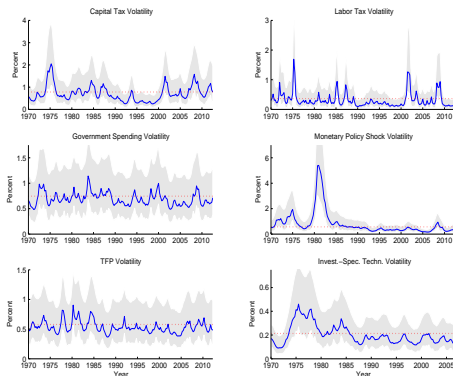 Capital Tax Volatility
4
3
2
1
0
Percent
1970 1975 1980 1985 1990 1995 2000 2005 2010
Labor Tax Volatility
3
2
1
0
Percent
1970 1975 1980 1985 1990 1995 2000 2005
Government Spending Volatility
1.5
1
0.5
0
Percent
1970 1975 1980 1985 1990 1995 2000 2005 2010
Monetary Policy Shock Volatility
6
4
2
0
Percent
1970 1975 1980 1985 1990 1995 2000 2005
TFP Volatility
1.5
1
0.5
0
Percent
1970 1975 1980 1985 1990 1995 2000 2005 2010
Year
Invest.-Spec. Techn. Volatility
0.6
0.4
0.2
0
Percent
1970 1975 1980 1985 1990 1995 2000 2005
Year